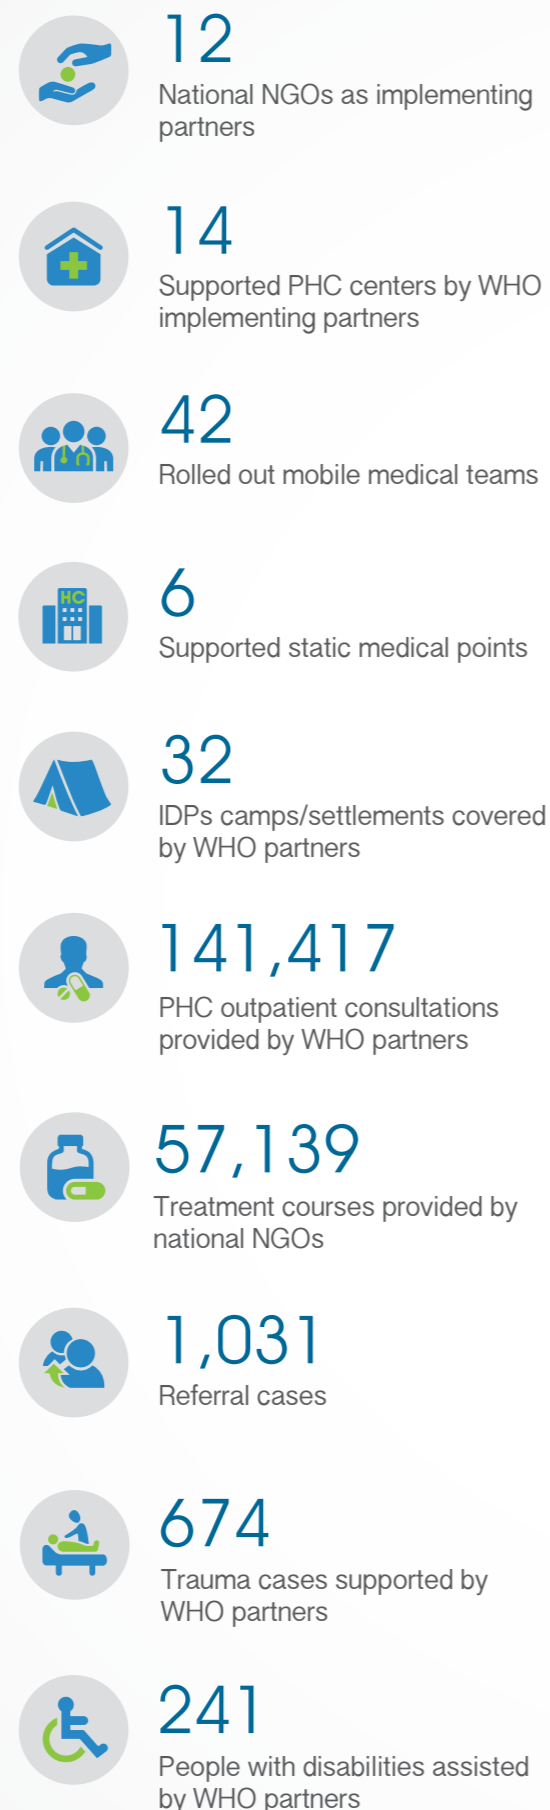 12
National NGOs as implementing
partners
14
Supported PHC centers by WHO
implementing partners
42
Rolled out mobile medical teams
HC
6
Supported static medical points
32
IDPs camps/settlements covered
by WHO partners
141,417
PHC outpatient consultations
provided by WHO partners
57,139
Treatment courses provided by
national NGOs
1,031
Referral cases
674
Trauma cases supported by
WHO partners
241
People with disabilities assisted
by WHO partners